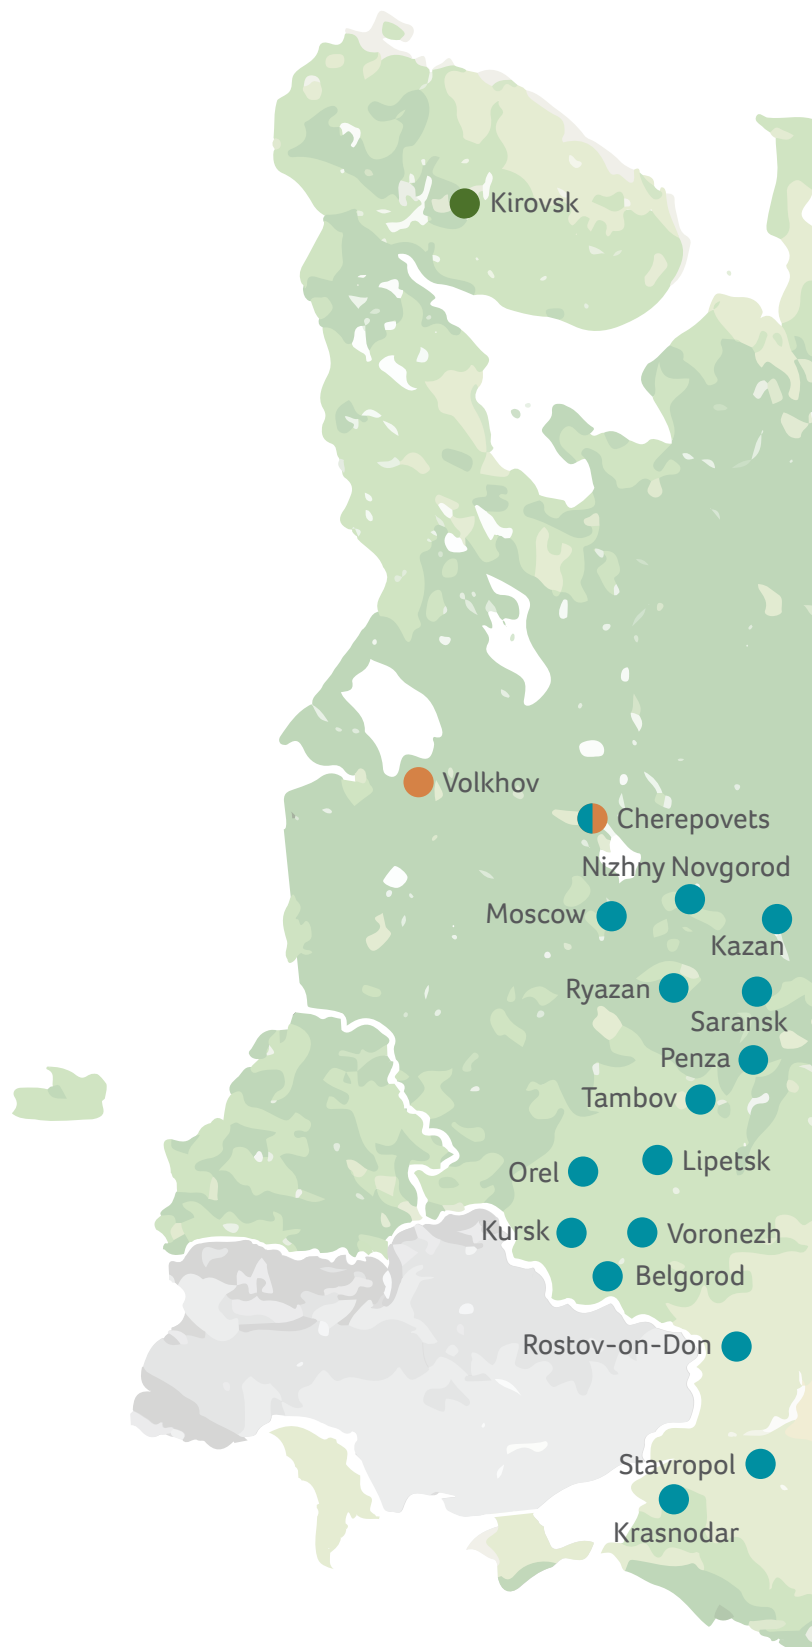 Kirovsk
Volkhov
Cherepovets
Nizhny Novgorod
Moscow
Kazan
Ryazan
Saransk
Penza
Tambov
Lipetsk
Orel
Kursk
Voronezh
Belgorod
Rostov-on-Don
Stavropol
Krasnodar